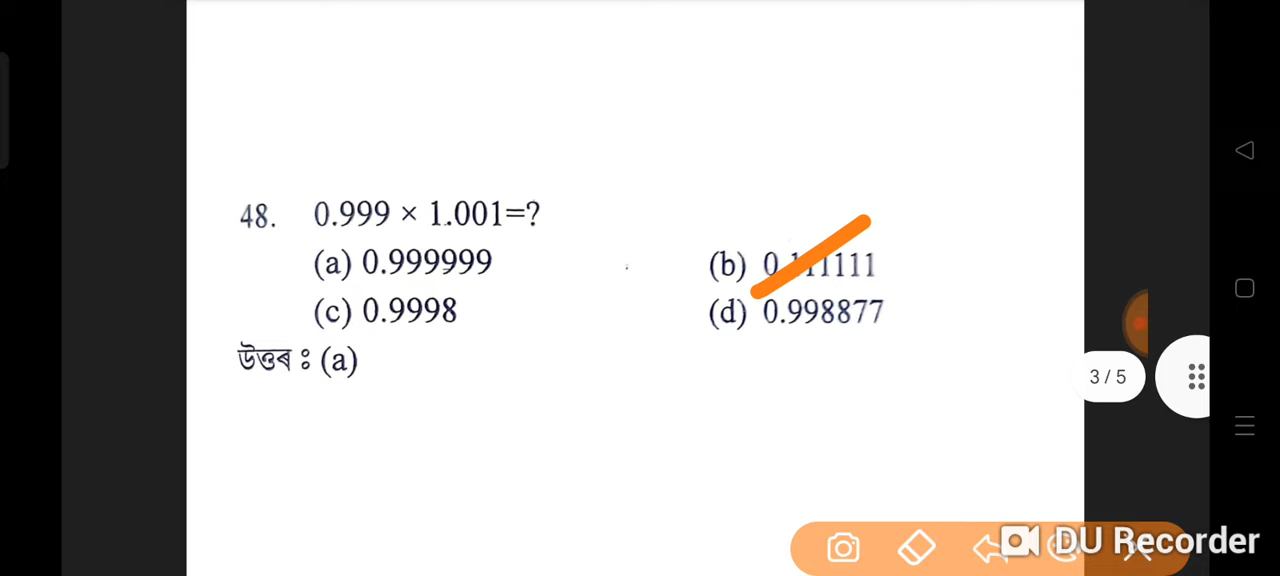 48. 0.999 × 1.001=?
(a) 0.999999 (b) 0.111111
(c) 0.9998 (d) 0.998877
উত্তৰ ঃ (a)
3 / 5
DU Recorder